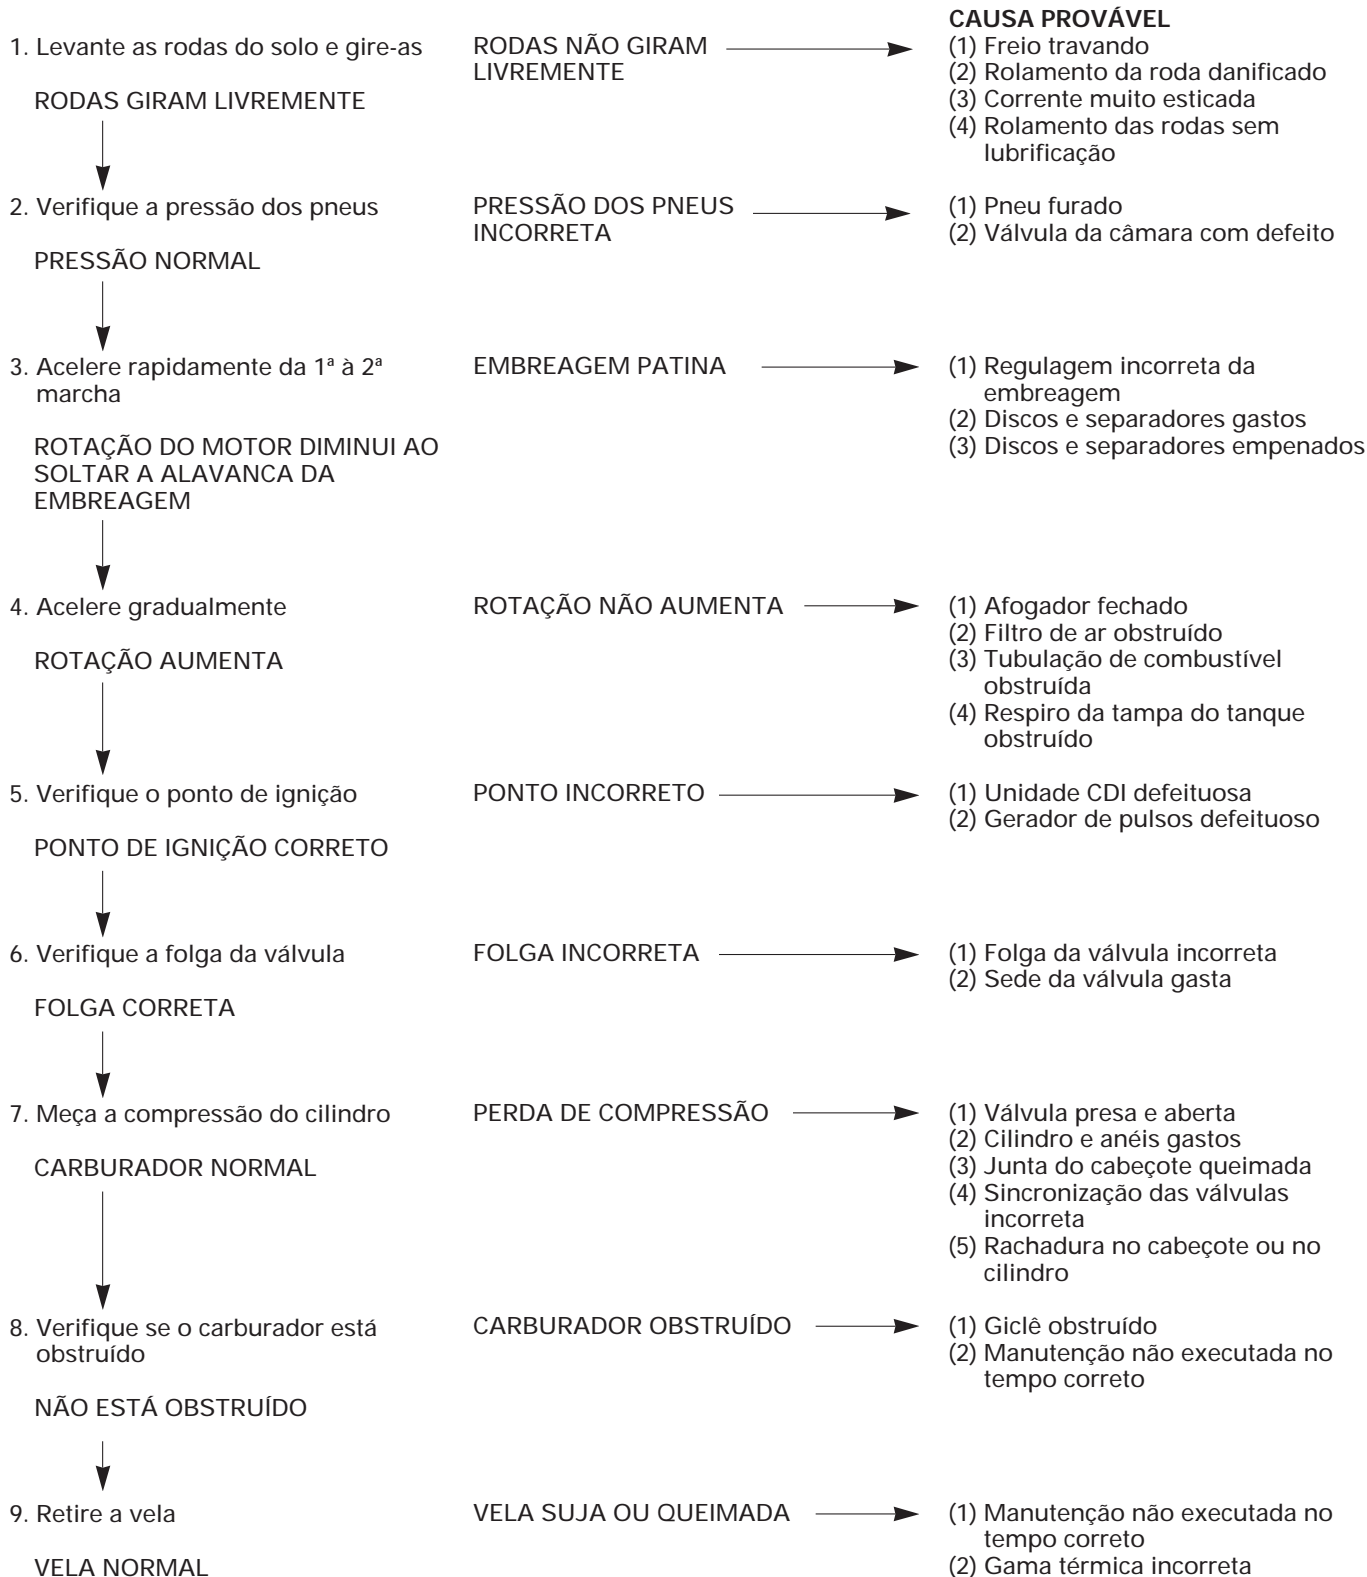 CAUSA PROVÁVEL
1. Levante as rodas do solo e gire-as
RODAS GIRAM LIVREMENTE
RODAS NÃO GIRAM
LIVREMENTE
(1) Freio travando
(2) Rolamento da roda danificado
(3) Corrente muito esticada
(4) Rolamento das rodas sem
lubrificação
2. Verifique a pressão dos pneus
PRESSÃO NORMAL
PRESSÃO DOS PNEUS
INCORRETA
(1) Pneu furado
(2) Válvula da câmara com defeito
3. Acelere rapidamente da 1ª à 2ª
marcha
ROTAÇÃO DO MOTOR DIMINUI AO
SOLTAR A ALAVANCA DA
EMBREAGEM
EMBREAGEM PATINA
(1) Regulagem incorreta da
embreagem
(2) Discos e separadores gastos
(3) Discos e separadores empenados
4. Acelere gradualmente
ROTAÇÃO AUMENTA
ROTAÇÃO NÃO AUMENTA
(1) Afogador fechado
(2) Filtro de ar obstruído
(3) Tubulação de combustível
obstruída
(4) Respiro da tampa do tanque
obstruído
5. Verifique o ponto de ignição
PONTO DE IGNIÇÃO CORRETO
PONTO INCORRETO
(1) Unidade CDI defeituosa
(2) Gerador de pulsos defeituoso
6. Verifique a folga da válvula
FOLGA CORRETA
FOLGA INCORRETA
(1) Folga da válvula incorreta
(2) Sede da válvula gasta
7. Meça a compressão do cilindro
CARBURADOR NORMAL
PERDA DE COMPRESSÃO
(1) Válvula presa e aberta
(2) Cilindro e anéis gastos
(3) Junta do cabeçote queimada
(4) Sincronização das válvulas
incorreta
(5) Rachadura no cabeçote ou no
cilindro
8. Verifique se o carburador está
obstruído
NÃO ESTÁ OBSTRUÍDO
CARBURADOR OBSTRUÍDO
(1) Giclê obstruído
(2) Manutenção não executada no
tempo correto
9. Retire a vela
VELA NORMAL
VELA SUJA OU QUEIMADA
(1) Manutenção não executada no
tempo correto
(2) Gama térmica incorreta